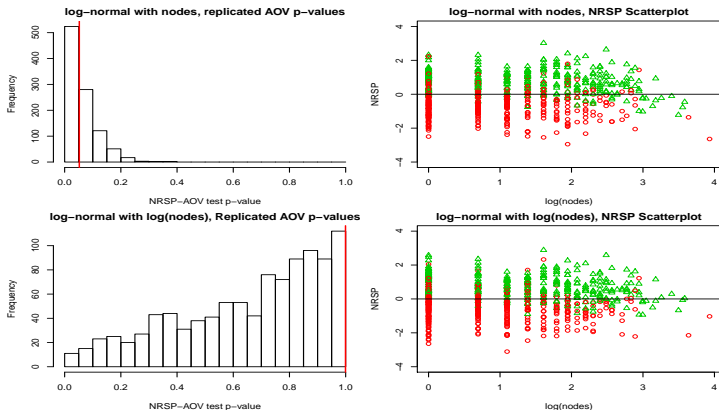 log−normal with nodes, replicated AOV p−values
Frequency
0 100 200 300 400 500
0.0 0.2 0.4 0.6 0.8 1.0
NRSP−AOV test p−value
log−normal with nodes, NRSP Scatterplot
NRSP
−4 −2 0 2 4
0 1 2 3 4
log(nodes)
log−normal with log(nodes), Replicated AOV p−values
Frequency
0 20 40 60 80 100
0.0 0.2 0.4 0.6 0.8 1.0
NRSP−AOV test p−value
log−normal with log(nodes), NRSP Scatterplot
NRSP
−4 −2 0 2 4
0 1 2 3 4
log(nodes)